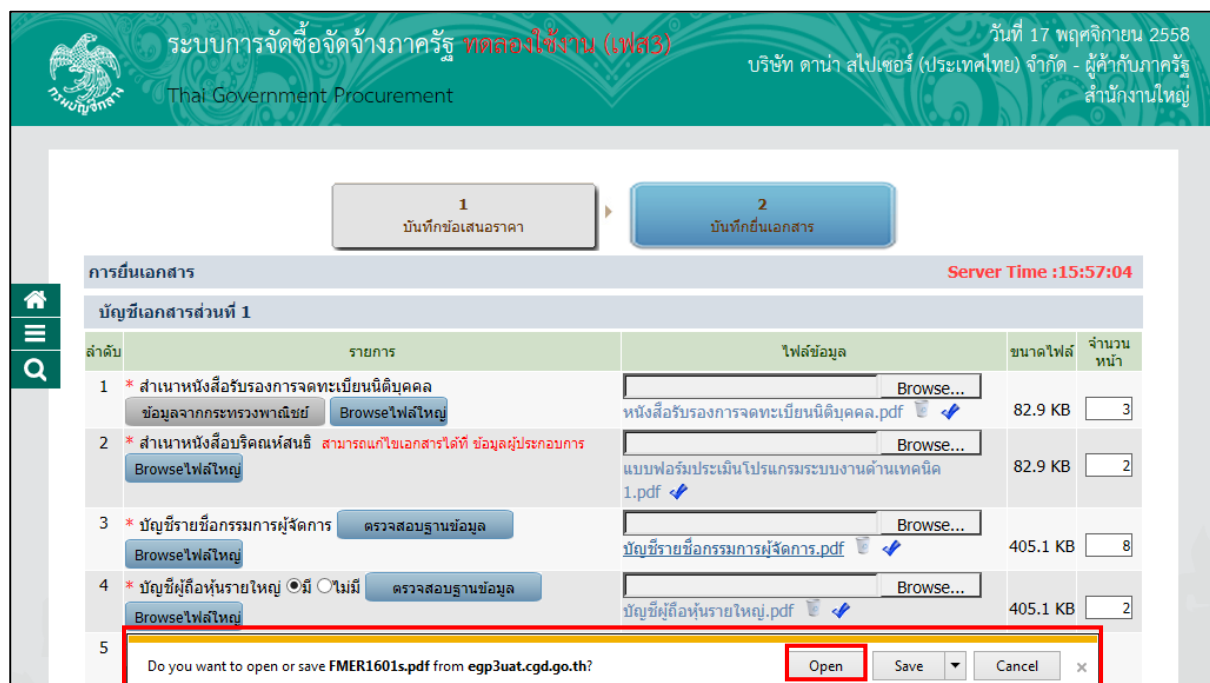 ระบบการจัดซื้อจัดจ้างภาครัฐ ทดลองใช้งาน (เฟส3)
Thai Government Procurement
กรมบัญชีกลาง
วันที่ 17 พฤศจิกายน 2558
บริษัท ดาน่า สไปเซอร์ (ประเทศไทย) จำกัด - ผู้ค้ากับภาครัฐ
สำนักงานใหญ่
1
บันทึกข้อเสนอราคา
2
บันทึกยื่นเอกสาร
การยื่นเอกสาร
Server Time :15:57:04
บัญชีเอกสารส่วนที่ 1
ลำดับ รายการ ไฟล์ข้อมูล ขนาดไฟล์ จำนวน
หน้า
1 * สำเนาหนังสือรับรองการจดทะเบียนนิติบุคคล Browse...
ข้อมูลจากกระทรวงพาณิชย์ Browseไฟล์ใหญ่ หนังสือรับรองการจดทะเบียนนิติบุคคล.pdf 82.9 KB 3
2 * สำเนาหนังสือบริคณห์สนธิ สามารถแก้ไขเอกสารได้ที่ ข้อมูลผู้ประกอบการ Browse...
Browseไฟล์ใหญ่ แบบฟอร์มประเมินโปรแกรมระบบงานด้านเทคนิค 82.9 KB 2
1.pdf
3 * บัญชีรายชื่อกรรมการผู้จัดการ ตรวจสอบฐานข้อมูล Browse...
Browseไฟล์ใหญ่ บัญชีรายชื่อกรรมการผู้จัดการ.pdf 405.1 KB 8
4 * บัญชีผู้ถือหุ้นรายใหญ่ มี ไม่มี ตรวจสอบฐานข้อมูล Browse...
Browseไฟล์ใหญ่ บัญชีผู้ถือหุ้นรายใหญ่.pdf 405.1 KB 2
5
Do you want to open or save FMER1601s.pdf from egp3uat.cgd.go.th? Open Save Cancel